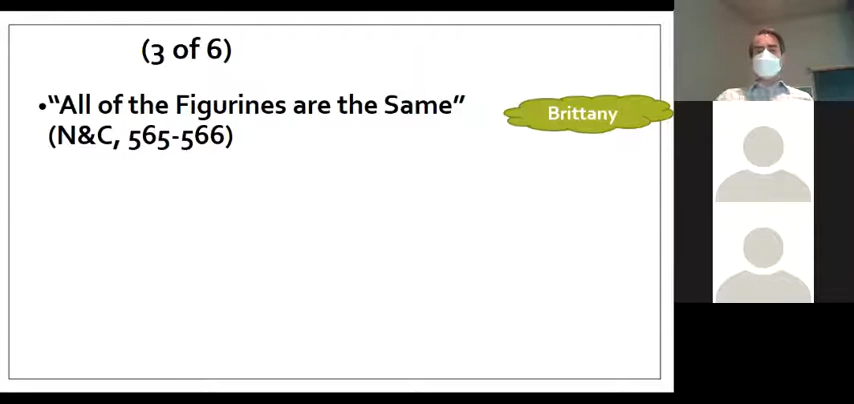 (3 of 6)
•“All of the Figurines are the Same”
(N&C, 565-566)
Brittany